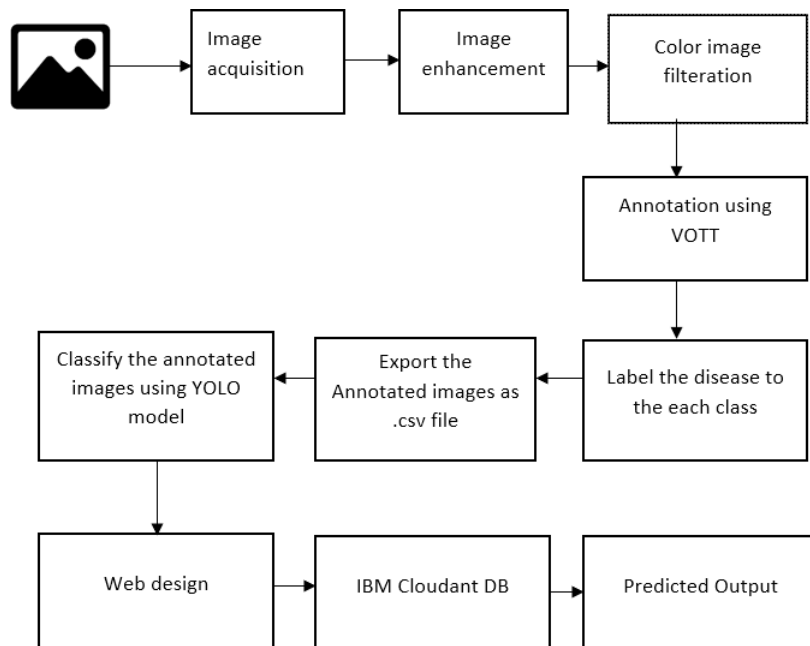 Image
acquisition
Image
enhancement
Color image
filteration
Annotation using
VOTT
Label the disease to
the each class
Export the
Annotated images as
.csv file
Classify the annotated
images using YOLO
model
Web design
IBM Cloudant DB
Predicted Output